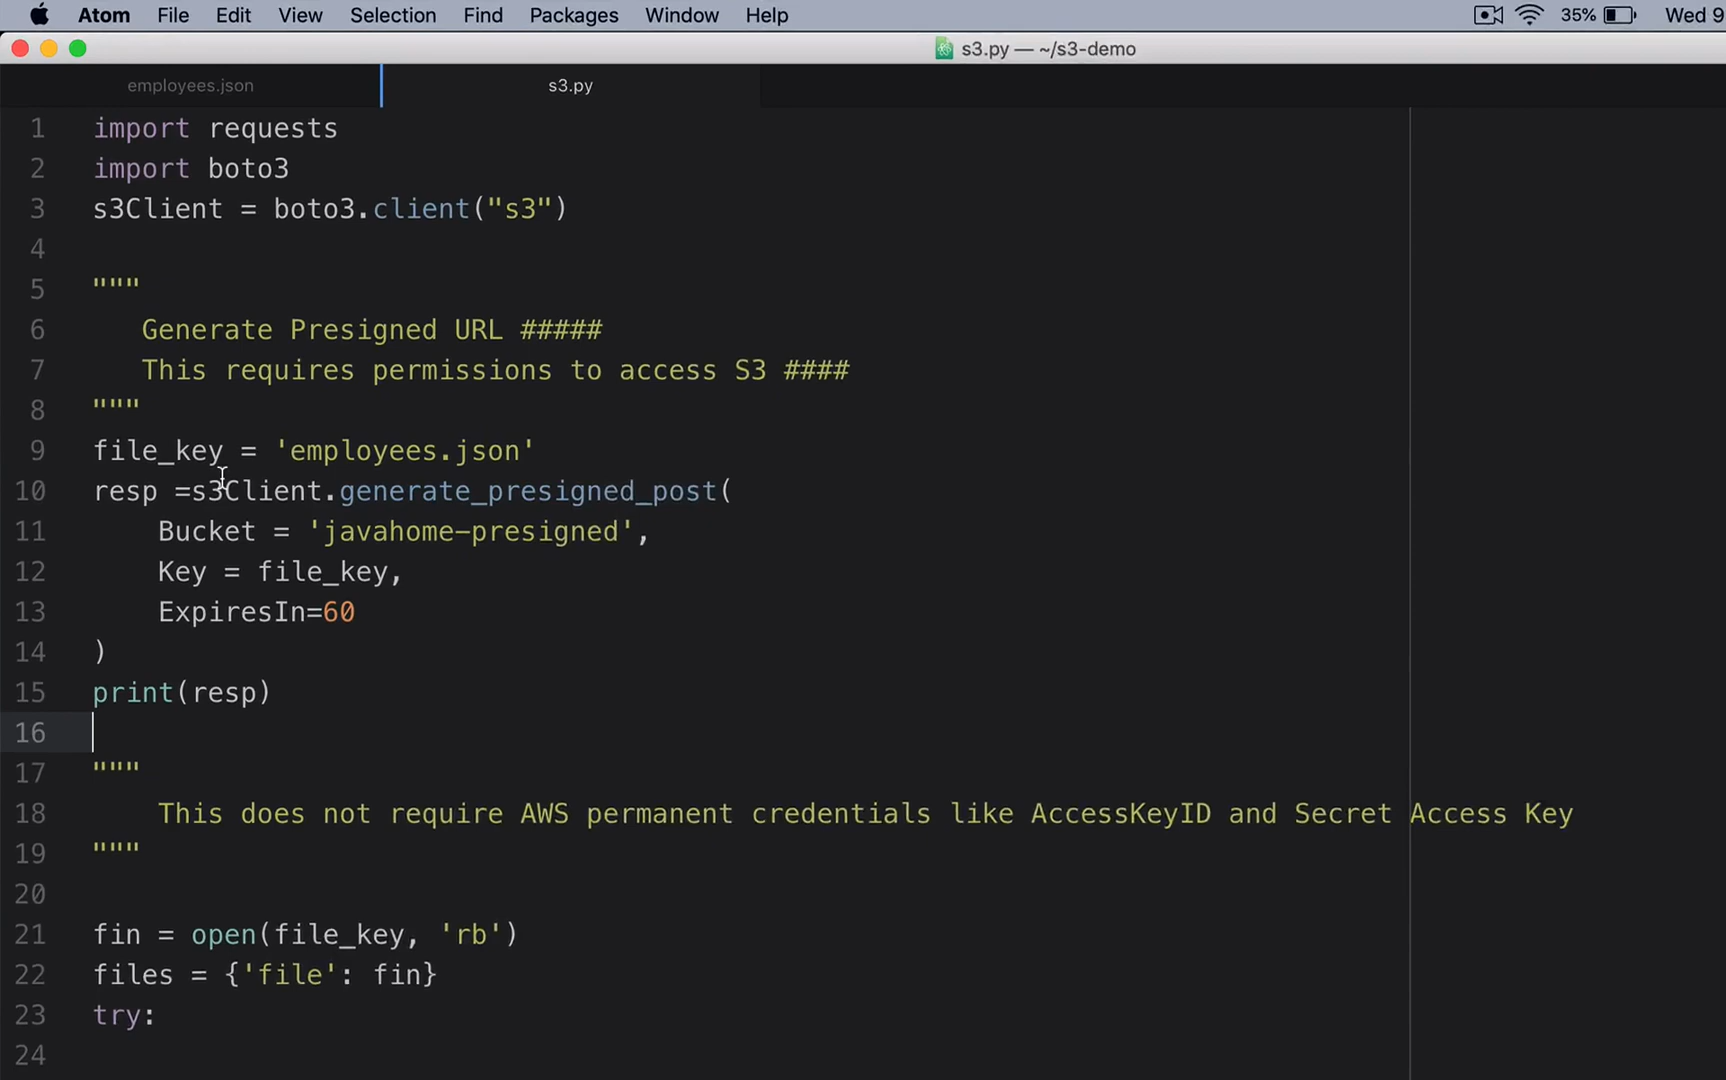 Atom File Edit View Selection Find Packages Window Help 35% Wed 9
s3.py — ~/s3-demo
employees.json s3.py
1 import requests
2 import boto3
3 s3Client = boto3.client("s3")
4
5 """
6 Generate Presigned URL #####
7 This requires permissions to access S3 ####
8 """
9 file_key = 'employees.json'
10 resp =s3Client.generate_presigned_post(
11 Bucket = 'javahome-presigned',
12 Key = file_key,
13 ExpiresIn=60
14 )
15 print(resp)
16
17 """
18 This does not require AWS permanent credentials like AccessKeyID and Secret Access Key
19 """
20
21 fin = open(file_key, 'rb')
22 files = {'file': fin}
23 try:
24